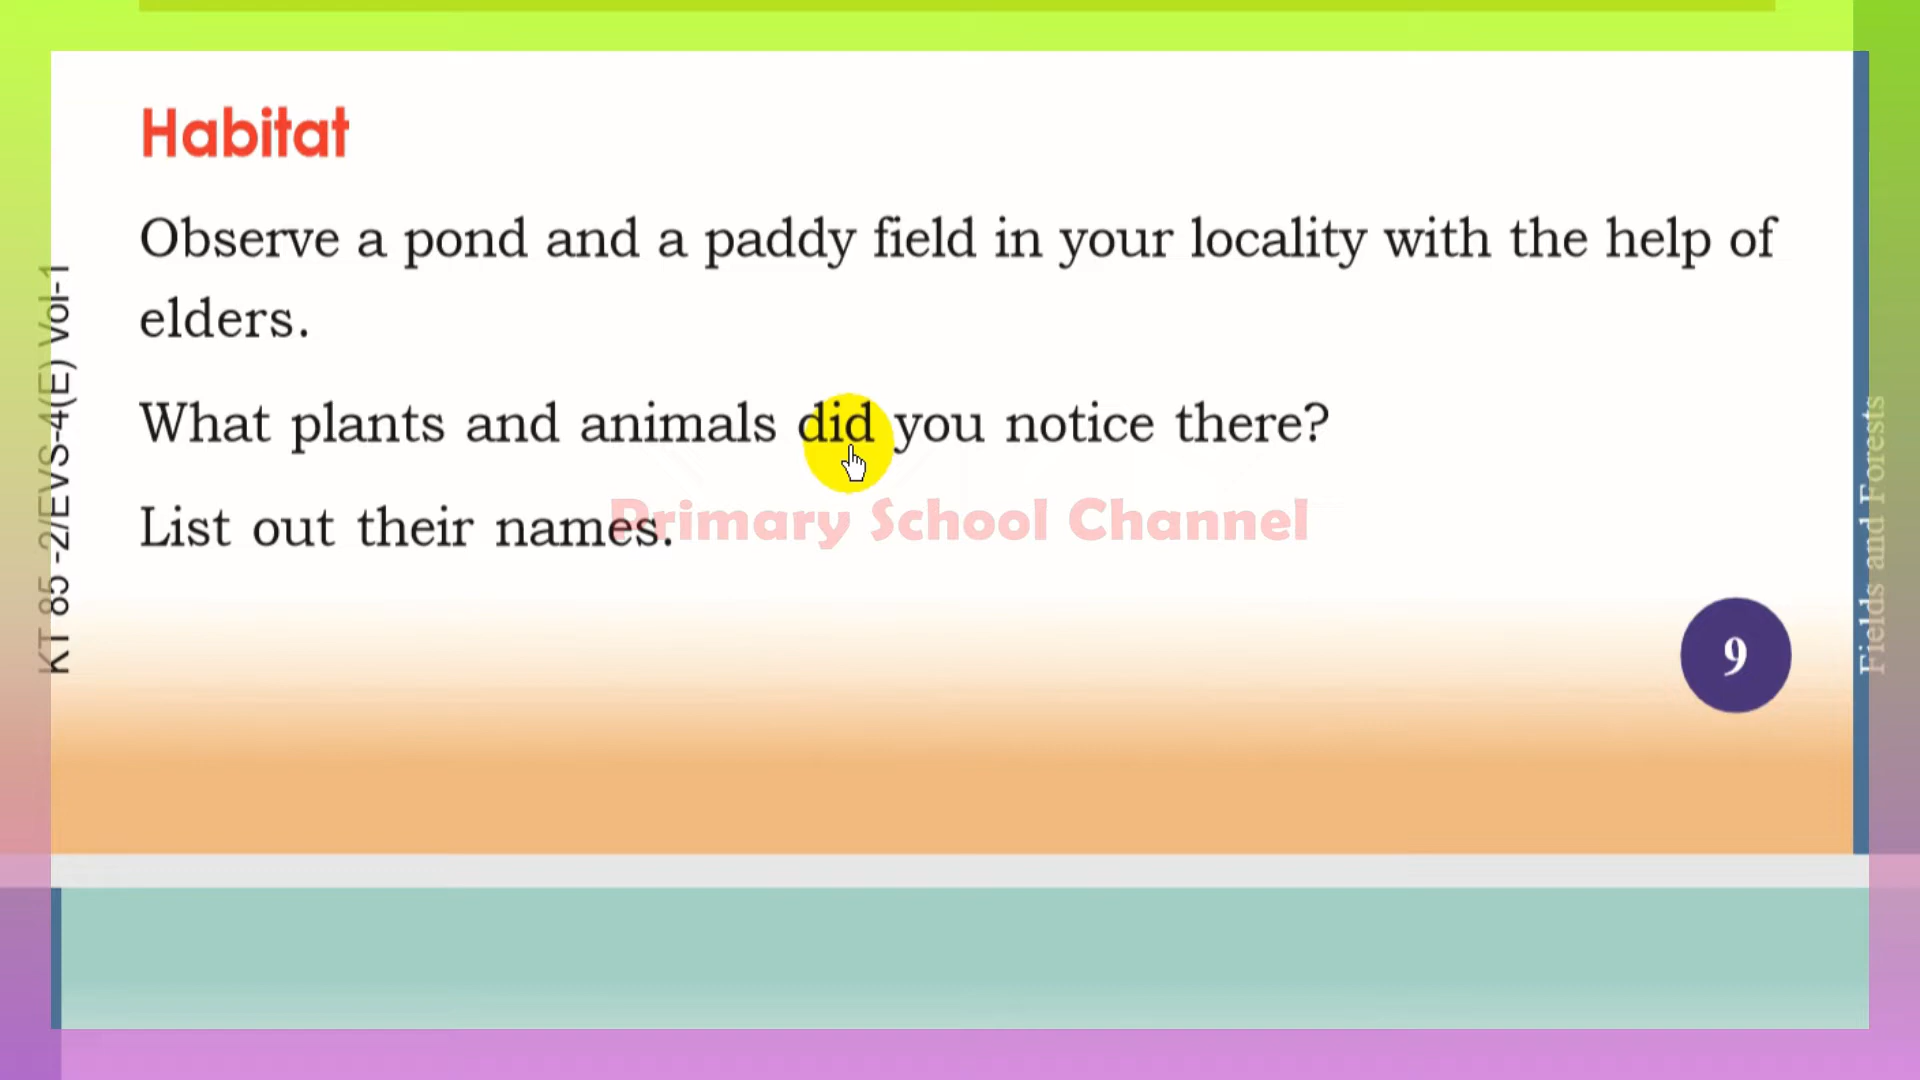 Habitat
Observe a pond and a paddy field in your locality with the help of
elders.
What plants and animals did you notice there?
List out their names.
Primary School Channel
9
KT 85 -2/EVS-4(E) Vol-1
Fields and Forests